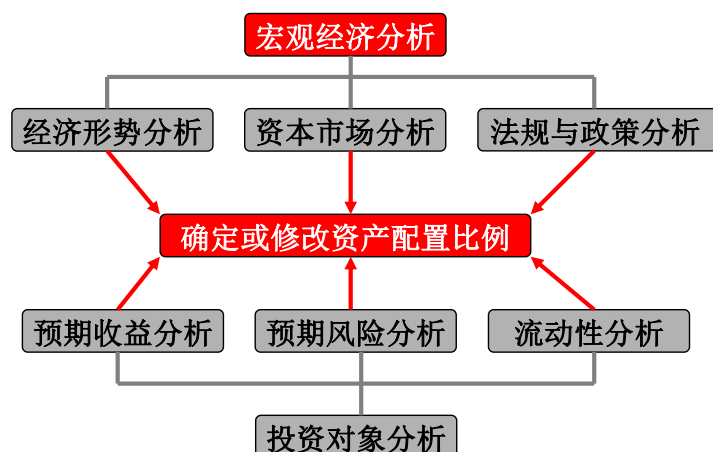 宏观经济分析
经济形势分析
资本市场分析
法规与政策分析
确定或修改资产配置比例
预期收益分析
预期风险分析
流动性分析
投资对象分析